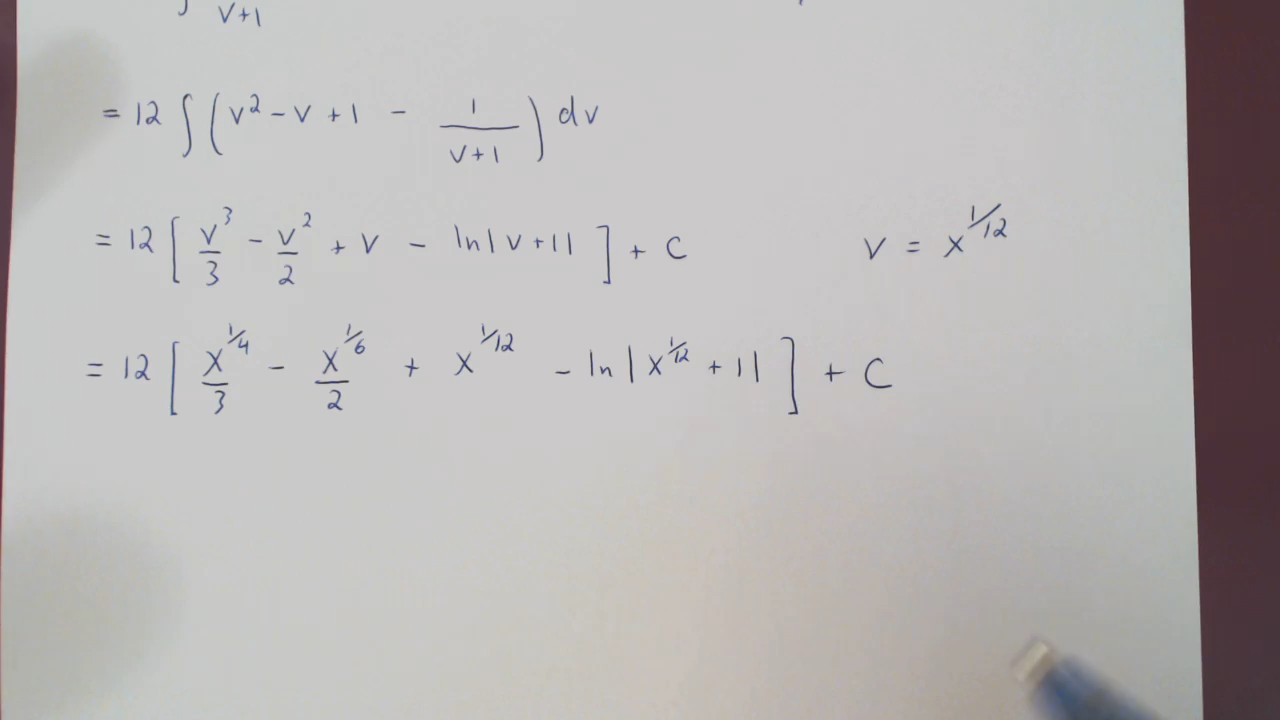 ∫ v+1
= 12 ∫ (v² - v + 1 - 1/(v+1)) dv
= 12 [ v³/3 - v²/2 + v - ln|v+1| ] + C
v = x^(1/12)
= 12 [ x^(1/4)/3 - x^(1/6)/2 + x^(1/12) - ln|x^(1/12) + 1| ] + C